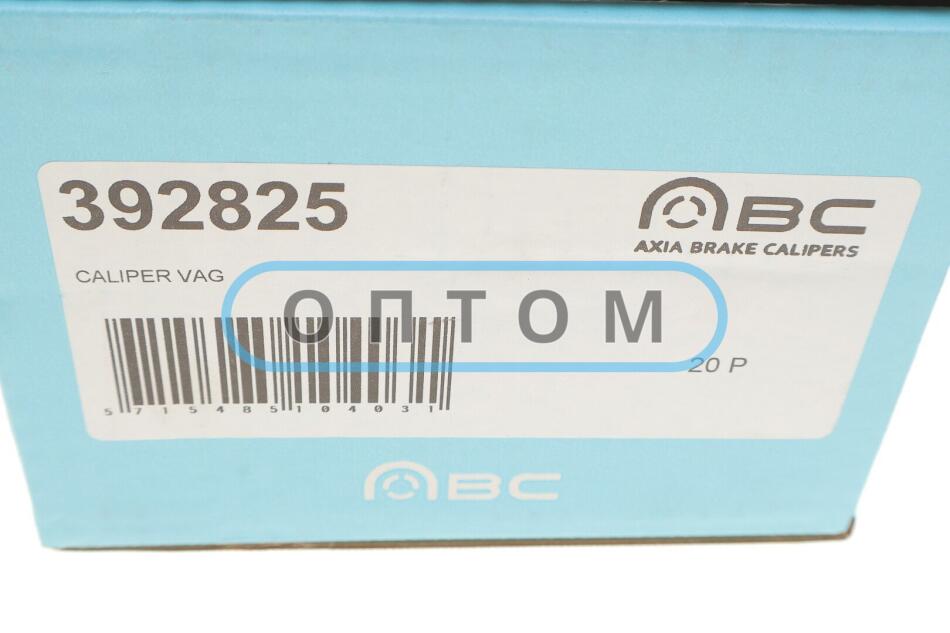 392825
ABC
AXIA BRAKE CALIPERS
CALIPER VAG
ОПТОМ
20 P
5715485104031
ABC